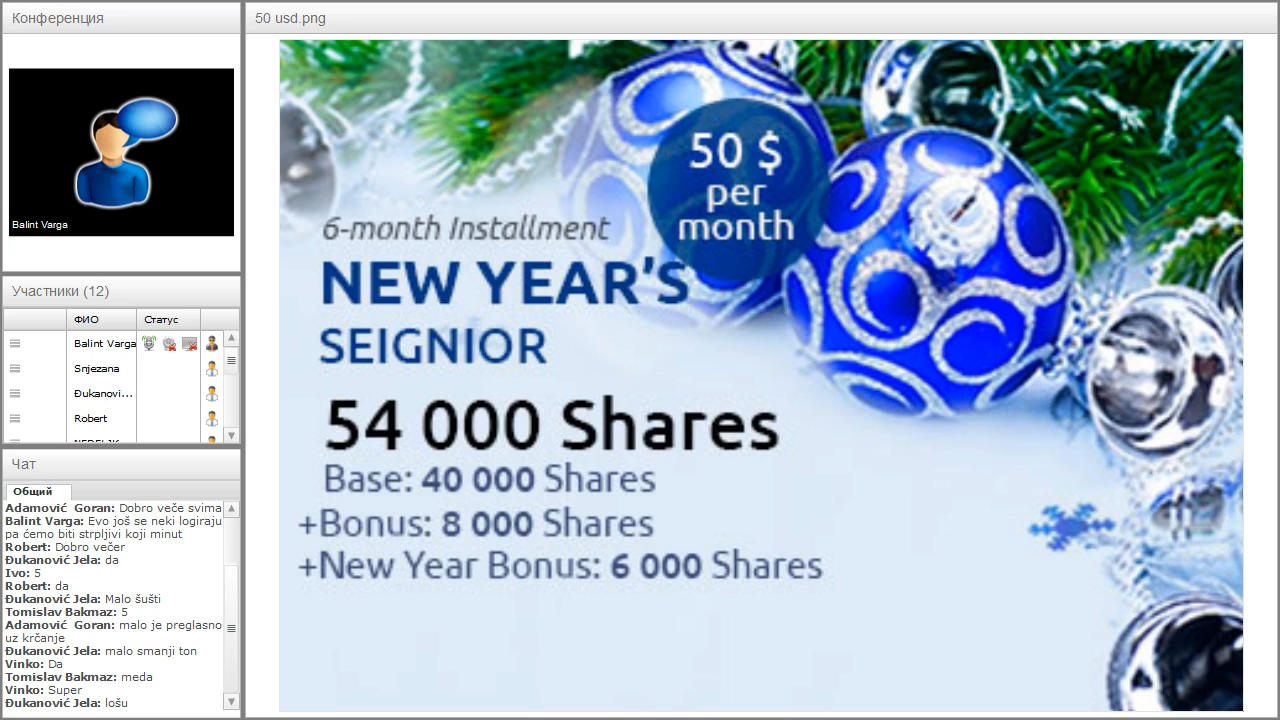 Конференция
Balint Varga
Участники (12)
ФИО
Статус
Balint Varga
Snjezana
Đukanovi...
Robert
Чат
Общий
Adamović Goran: Dobro veče svima
Balint Varga: Evo još se neki logiraju
pa ćemo biti strpljivi koji minut
Robert: Dobro večer
Đukanović Jela: da
Ivo: 5
Robert: da
Đukanović Jela: Malo šušti
Tomislav Bakmaz: 5
Adamović Goran: malo je preglasno
uz krčanje
Đukanović Jela: malo smanji ton
Vinko: Da
Tomislav Bakmaz: meda
Vinko: Super
Đukanović Jela: lošu
50 usd.png
50 $
per
month
6-month Installment
NEW YEAR'S
SEIGNIOR
54 000 Shares
Base: 40 000 Shares
+Bonus: 8 000 Shares
+New Year Bonus: 6 000 Shares